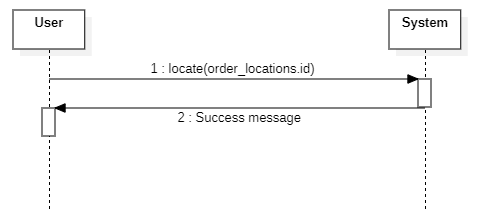 User
System
1 : locate(order_locations.id)
2 : Success message